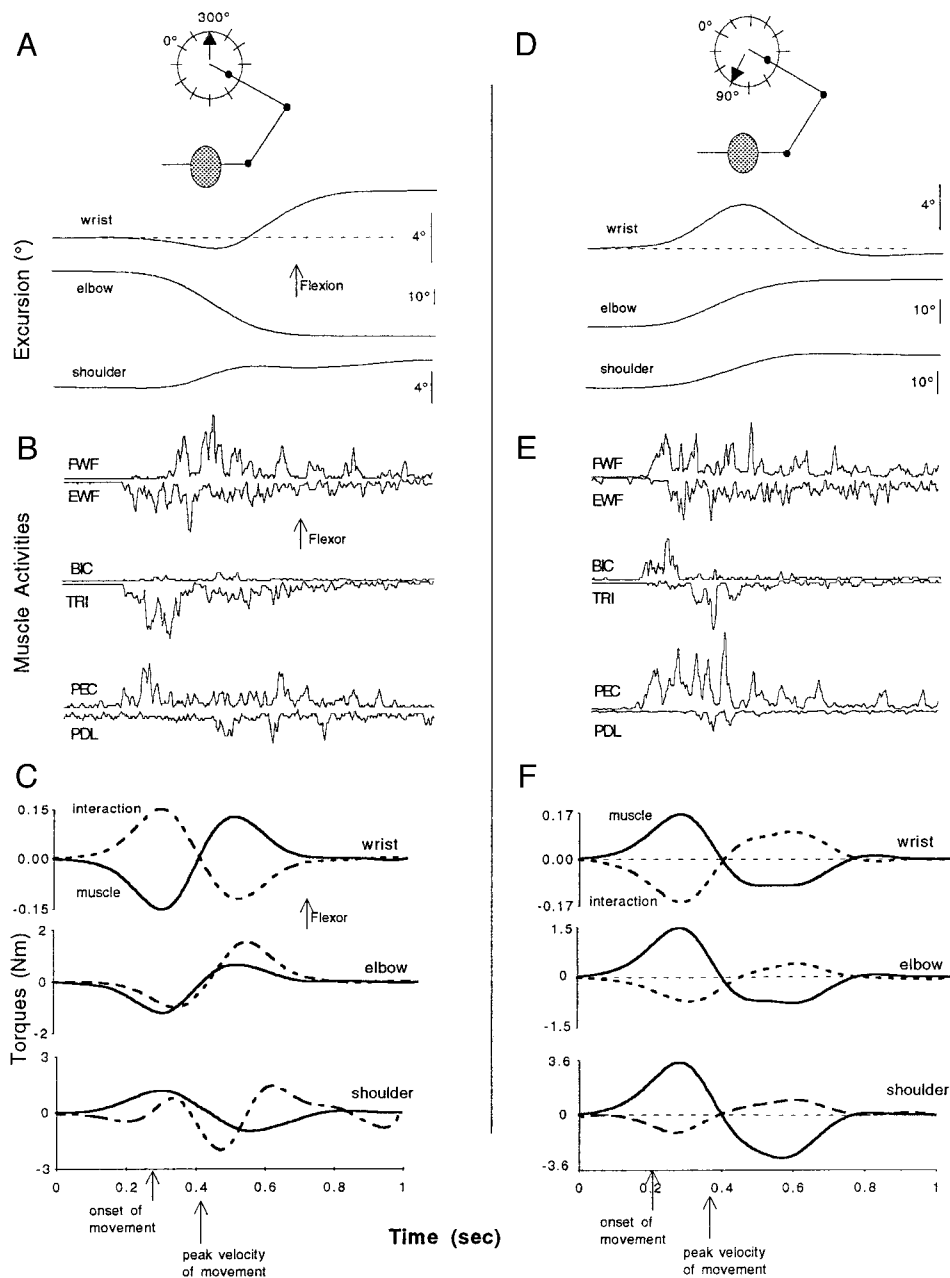 A
300°
0°
wrist
4°
elbow
Flexion
10°
shoulder
4°
Excursion (°)
B
FWF
EWF
Flexor
BIC
TRI
PEC
PDL
Muscle Activities
C
0.15
interaction
wrist
0.00
muscle
-0.15
Flexor
2
elbow
0
-2
3
shoulder
0
-3
Torques (Nm)
0
0.2
0.4
0.6
0.8
1
onset of
movement
peak velocity
of movement
Time (sec)
D
0°
90°
4°
wrist
elbow
10°
shoulder
10°
E
FWF
EWF
BIC
TRI
PEC
PDL
F
0.17
muscle
wrist
0.00
interaction
-0.17
1.5
elbow
0
-1.5
3.6
shoulder
0
-3.6
0
0.2
0.4
0.6
0.8
1
onset of
movement
peak velocity
of movement